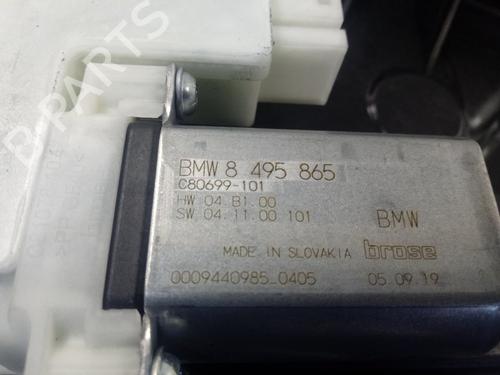 B-PARTS
BMW 8 495 865
C80699-101
HW 04.B1.00
SW 04.11.00 101
BMW
MADE IN SLOVAKIA
brose
0009440985_0405
05.09.19